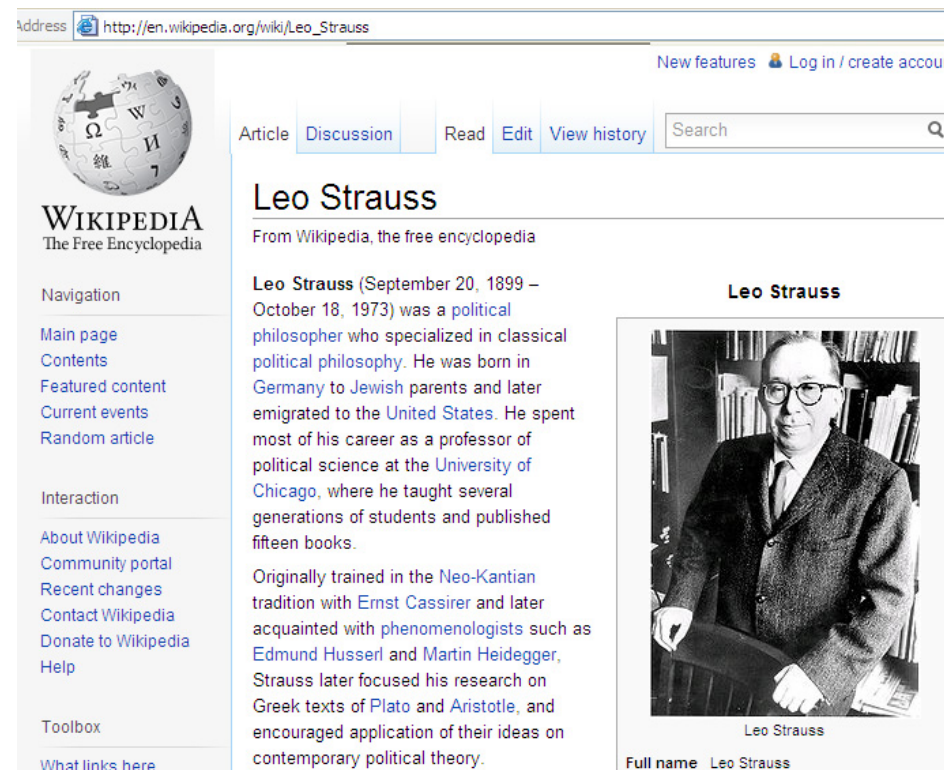 Address http://en.wikipedia.org/wiki/Leo_Strauss
New features Log in / create accou
Article Discussion Read Edit View history Search
WIKIPEDIA
The Free Encyclopedia
Navigation
Main page
Contents
Featured content
Current events
Random article
Interaction
About Wikipedia
Community portal
Recent changes
Contact Wikipedia
Donate to Wikipedia
Help
Toolbox
What links here
Leo Strauss
From Wikipedia, the free encyclopedia
Leo Strauss (September 20, 1899 –
October 18, 1973) was a political
philosopher who specialized in classical
political philosophy. He was born in
Germany to Jewish parents and later
emigrated to the United States. He spent
most of his career as a professor of
political science at the University of
Chicago, where he taught several
generations of students and published
fifteen books.
Originally trained in the Neo-Kantian
tradition with Ernst Cassirer and later
acquainted with phenomenologists such as
Edmund Husserl and Martin Heidegger,
Strauss later focused his research on
Greek texts of Plato and Aristotle, and
encouraged application of their ideas on
contemporary political theory.
Leo Strauss
Leo Strauss
Full name Leo Strauss